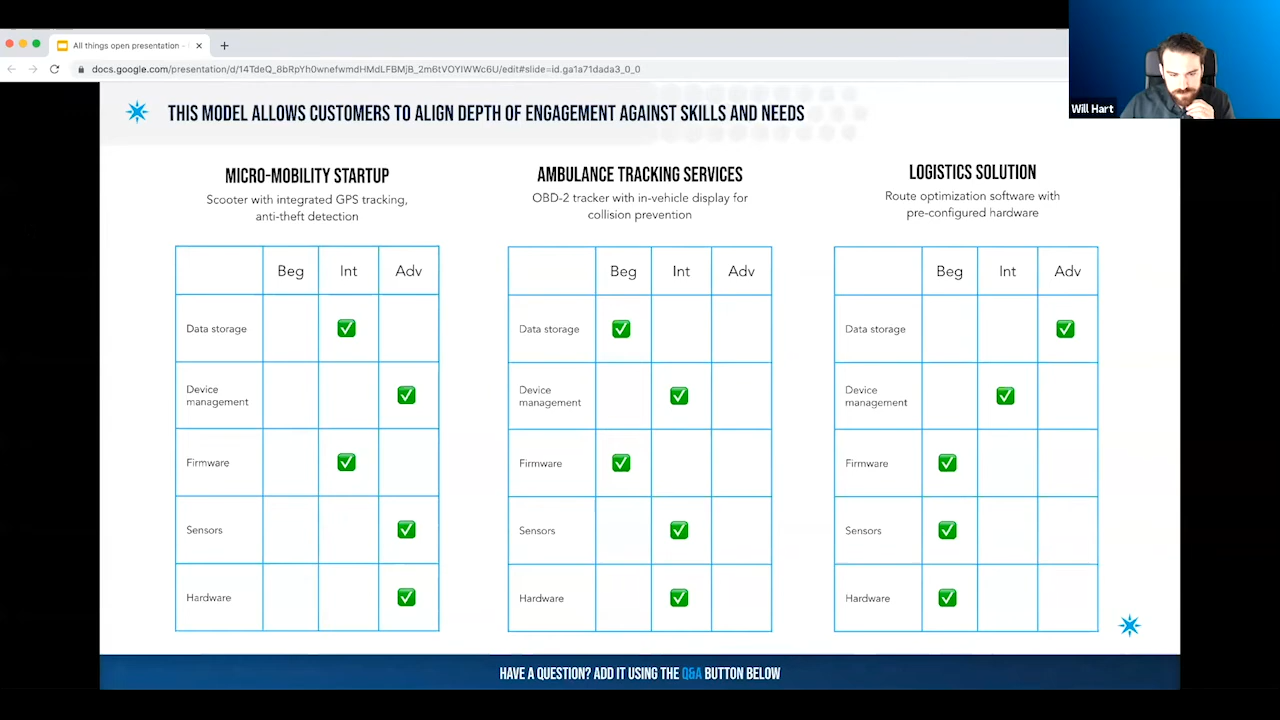 All things open presentation -
docs.google.com/presentation/d/14TdeQ_8bRpYh0wnefwmdHMdLFBMjB_2m6tVOYIWWc6U/edit#slide=id.ga1a71dada3_0_0
Will Hart
THIS MODEL ALLOWS CUSTOMERS TO ALIGN DEPTH OF ENGAGEMENT AGAINST SKILLS AND NEEDS
MICRO-MOBILITY STARTUP
Scooter with integrated GPS tracking,
anti-theft detection
Beg Int Adv
Data storage
Device
management
Firmware
Sensors
Hardware
AMBULANCE TRACKING SERVICES
OBD-2 tracker with in-vehicle display for
collision prevention
Beg Int Adv
Data storage
Device
management
Firmware
Sensors
Hardware
LOGISTICS SOLUTION
Route optimization software with
pre-configured hardware
Beg Int Adv
Data storage
Device
management
Firmware
Sensors
Hardware
HAVE A QUESTION? ADD IT USING THE Q&A BUTTON BELOW